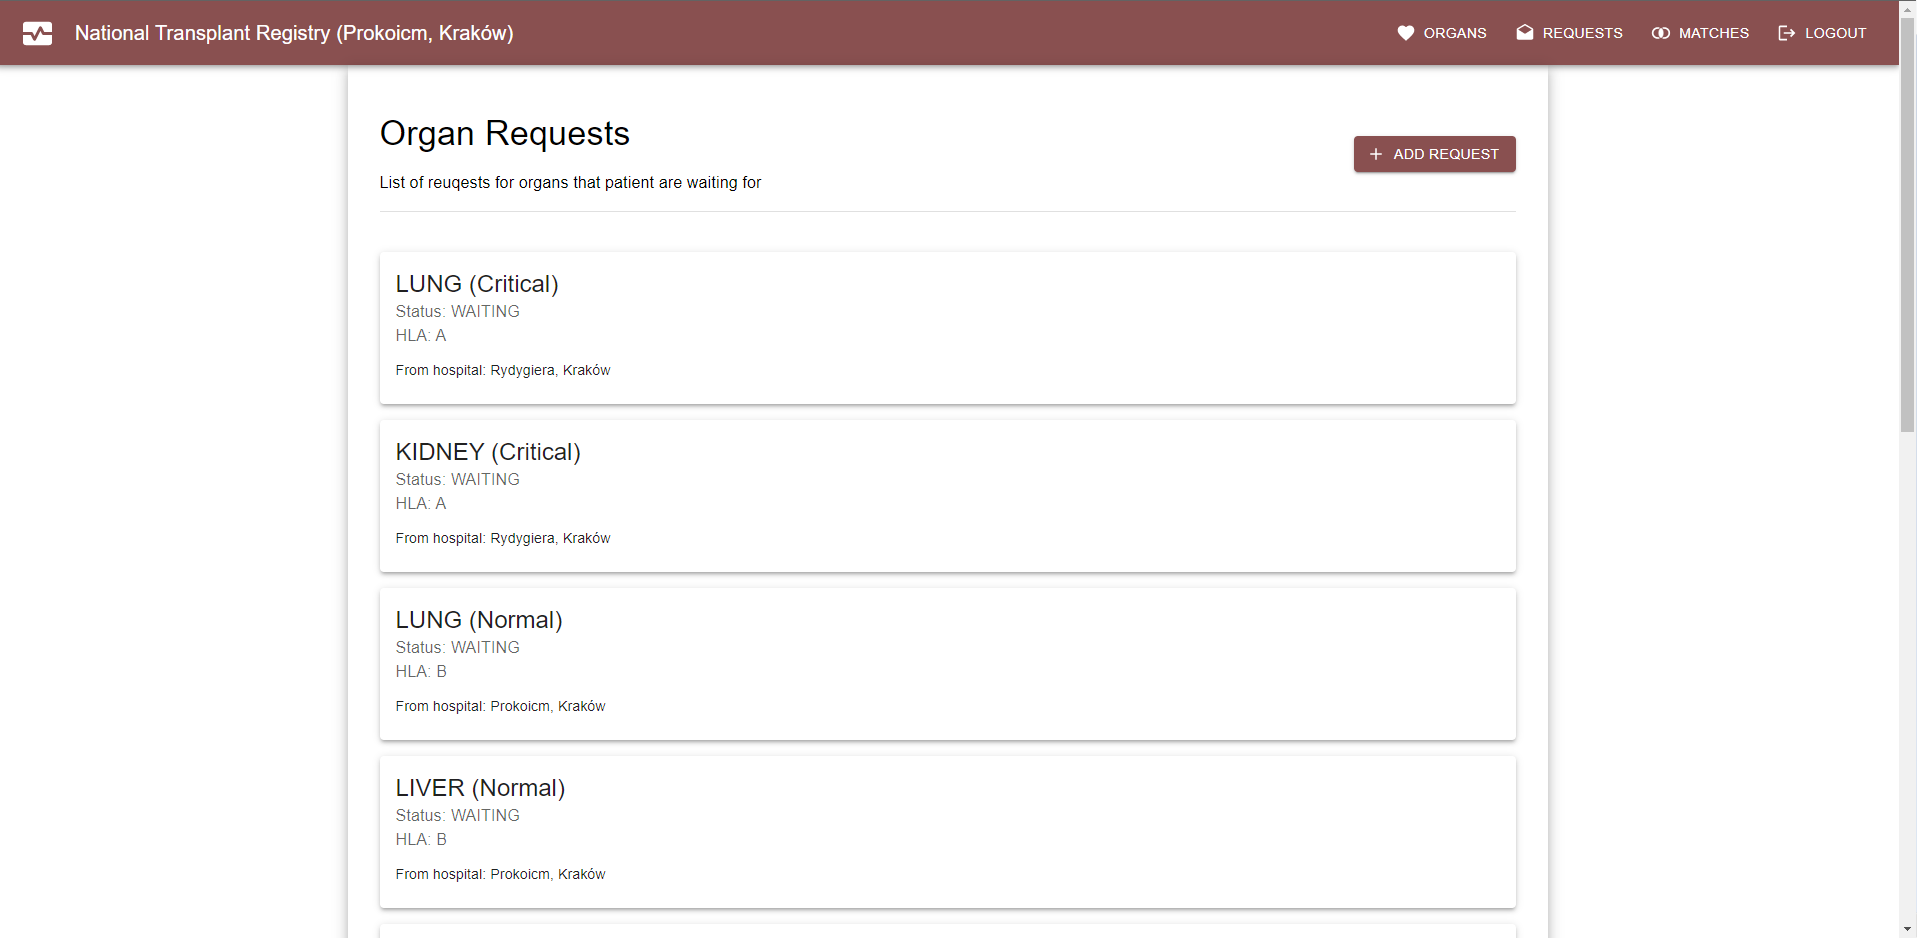 National Transplant Registry (Prokoicm, Kraków)
ORGANS
REQUESTS
MATCHES
LOGOUT
Organ Requests
ADD REQUEST
List of reuqests for organs that patient are waiting for
LUNG (Critical)
Status: WAITING
HLA: A
From hospital: Rydygiera, Kraków
KIDNEY (Critical)
Status: WAITING
HLA: A
From hospital: Rydygiera, Kraków
LUNG (Normal)
Status: WAITING
HLA: B
From hospital: Prokoicm, Kraków
LIVER (Normal)
Status: WAITING
HLA: B
From hospital: Prokoicm, Kraków